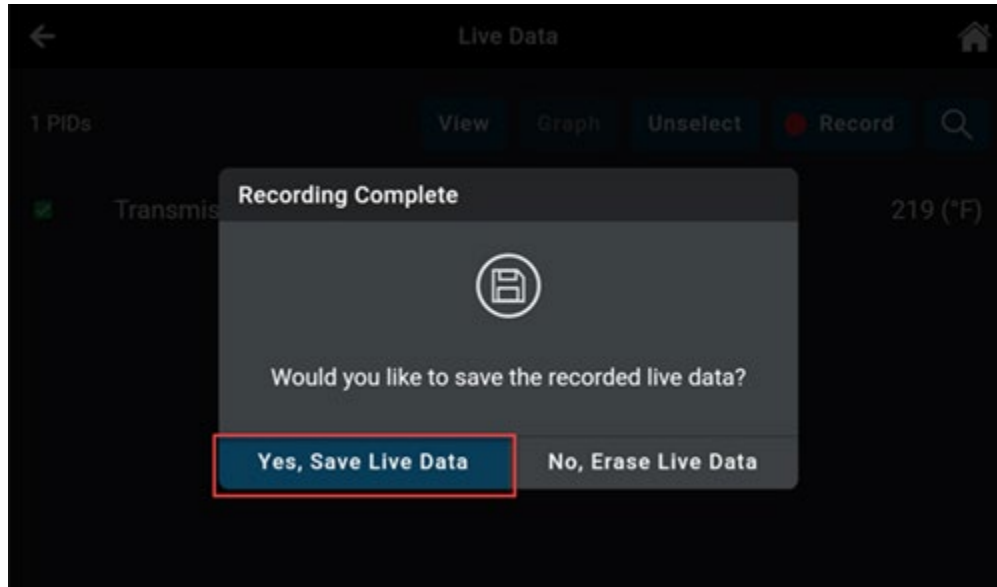 Live Data
1 PIDs
View Graph Unselect Record
Transmis 219 (°F)
Recording Complete
Would you like to save the recorded live data?
Yes, Save Live Data No, Erase Live Data